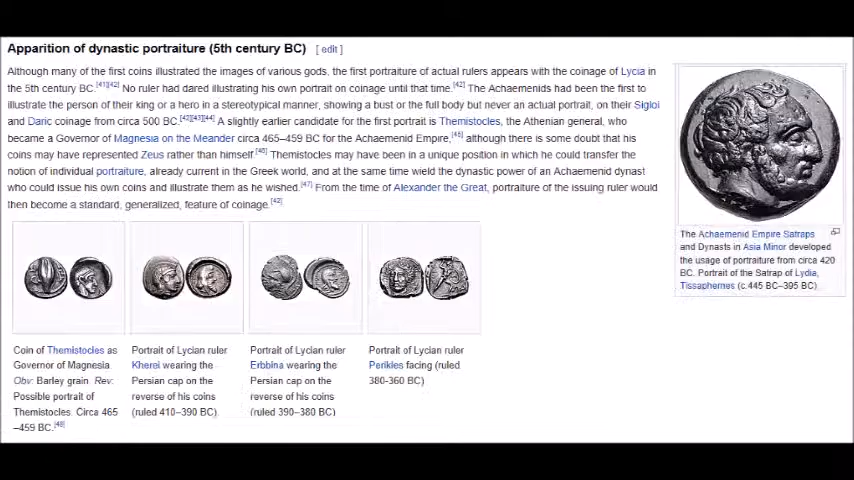 Apparition of dynastic portraiture (5th century BC) [ edit ]
Although many of the first coins illustrated the images of various gods, the first portraiture of actual rulers appears with the coinage of Lycia in
the 5th century BC.[41][42] No ruler had dared illustrating his own portrait on coinage until that time.[42] The Achaemenids had been the first to
illustrate the person of their king or a hero in a stereotypical manner, showing a bust or the full body but never an actual portrait, on their Sigloi
and Daric coinage from circa 500 BC.[42][43][44] A slightly earlier candidate for the first portrait is Themistocles, the Athenian general, who
became a Governor of Magnesia on the Meander circa 465–459 BC for the Achaemenid Empire,[45] although there is some doubt that his
coins may have represented Zeus rather than himself.[46] Themistocles may have been in a unique position in which he could transfer the
notion of individual portraiture, already current in the Greek world, and at the same time wield the dynastic power of an Achaemenid dynast
who could issue his own coins and illustrate them as he wished.[47] From the time of Alexander the Great, portraiture of the issuing ruler would
then become a standard, generalized, feature of coinage.[42]
The Achaemenid Empire Satraps
and Dynasts in Asia Minor developed
the usage of portraiture from circa 420
BC. Portrait of the Satrap of Lydia,
Tissaphernes (c.445 BC–395 BC).
Coin of Themistocles as
Governor of Magnesia.
Obv: Barley grain. Rev:
Possible portrait of
Themistocles. Circa 465
–459 BC.[48]
Portrait of Lycian ruler
Kherei wearing the
Persian cap on the
reverse of his coins
(ruled 410–390 BC).
Portrait of Lycian ruler
Erbbina wearing the
Persian cap on the
reverse of his coins
(ruled 390–380 BC)
Portrait of Lycian ruler
Perikles facing (ruled
380-360 BC)